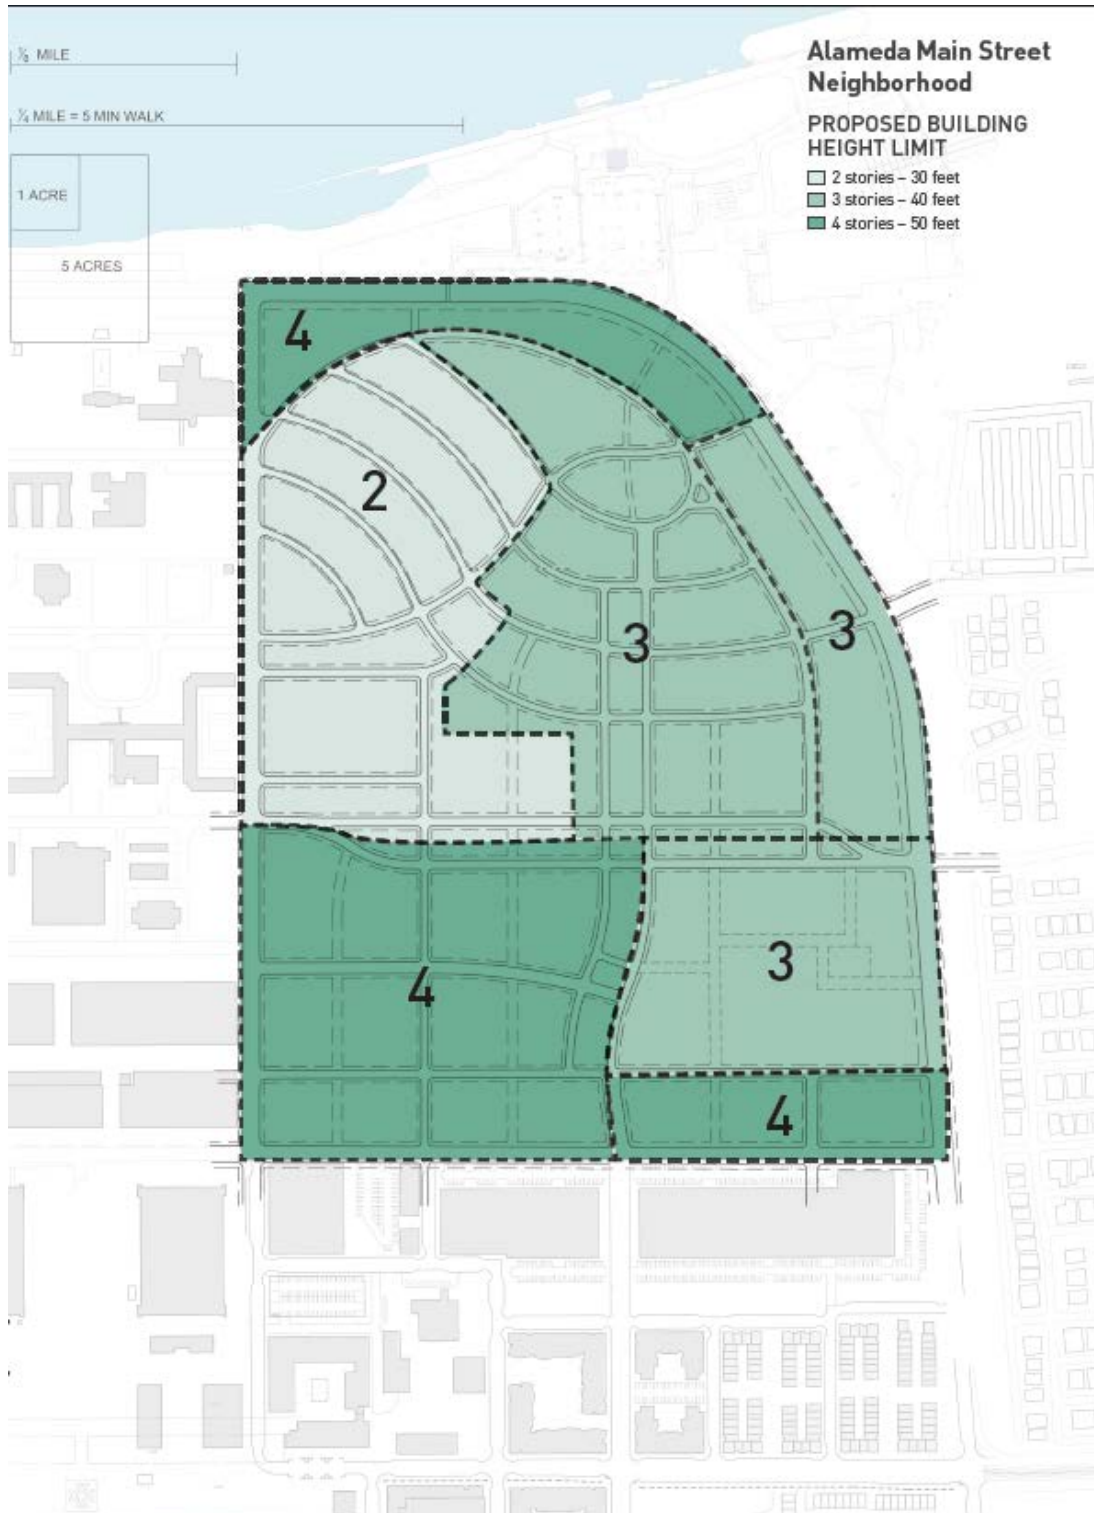 ⅛ MILE
¼ MILE = 5 MIN WALK
1 ACRE
5 ACRES
Alameda Main Street
Neighborhood
PROPOSED BUILDING
HEIGHT LIMIT
2 stories – 30 feet
3 stories – 40 feet
4 stories – 50 feet
4
2
3
3
4
3
4